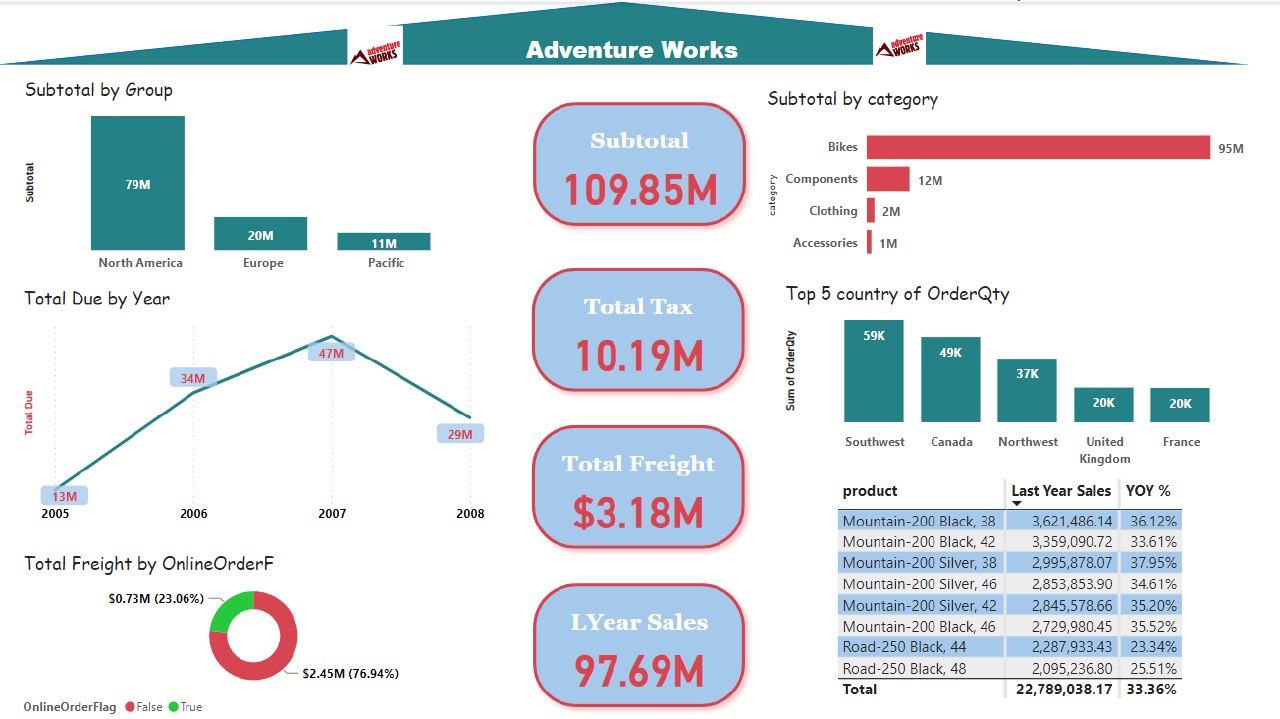 adventure
WORKS
Adventure Works
adventure
WORKS
Subtotal by Group
Subtotal
79M
20M
11M
North America Europe Pacific
Total Due by Year
Total Due
13M
34M
47M
29M
2005 2006 2007 2008
Total Freight by OnlineOrderF
$0.73M (23.06%)
$2.45M (76.94%)
OnlineOrderFlag False True
Subtotal
109.85M
Total Tax
10.19M
Total Freight
$3.18M
LYear Sales
97.69M
Subtotal by category
category
Bikes 95M
Components 12M
Clothing 2M
Accessories 1M
Top 5 country of OrderQty
Sum of OrderQty
59K
49K
37K
20K
20K
Southwest Canada Northwest United Kingdom France
product Last Year Sales YOY %
Mountain-200 Black, 38 3,621,486.14 36.12%
Mountain-200 Black, 42 3,359,090.72 33.61%
Mountain-200 Silver, 38 2,995,878.07 37.95%
Mountain-200 Silver, 46 2,853,853.90 34.61%
Mountain-200 Silver, 42 2,845,578.66 35.20%
Mountain-200 Black, 46 2,729,980.45 35.52%
Road-250 Black, 44 2,287,933.43 23.34%
Road-250 Black, 48 2,095,236.80 25.51%
Total 22,789,038.17 33.36%